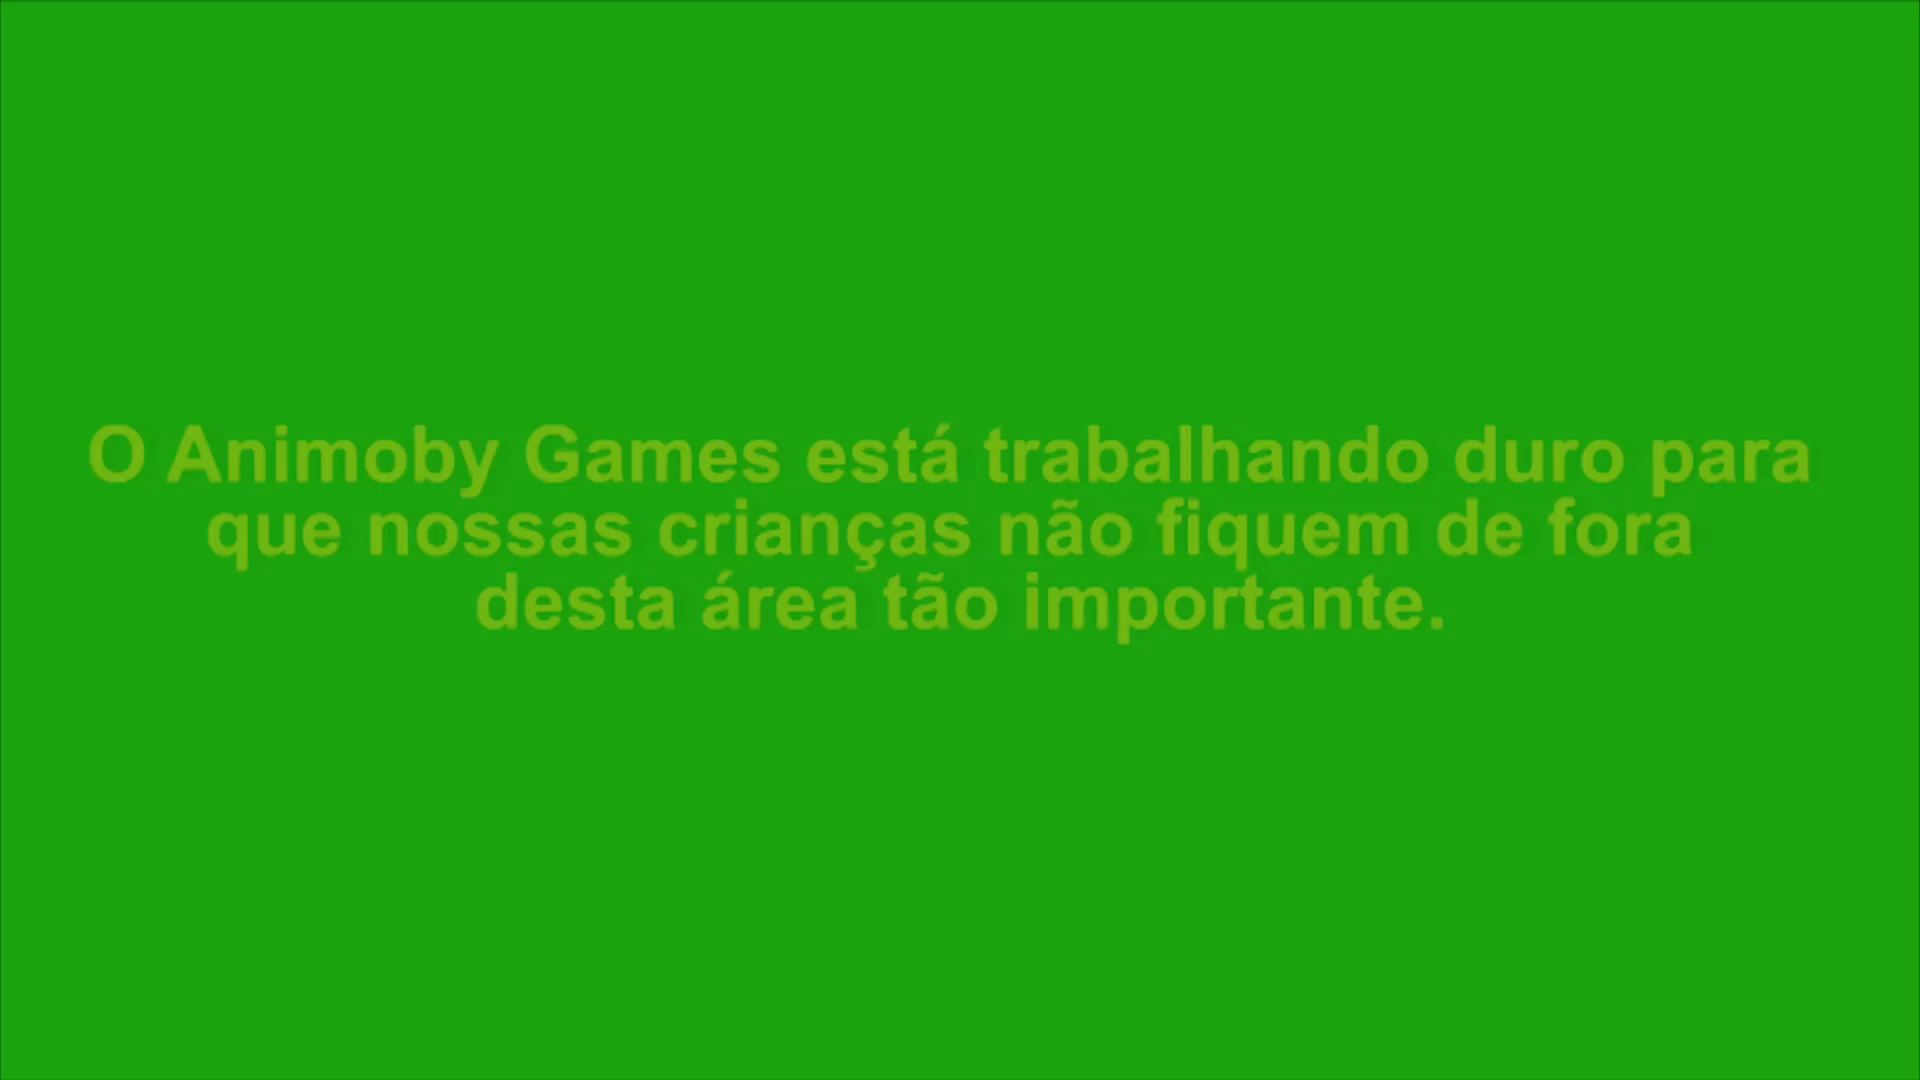 O Animoby Games está trabalhando duro para
que nossas crianças não fiquem de fora
desta área tão importante.